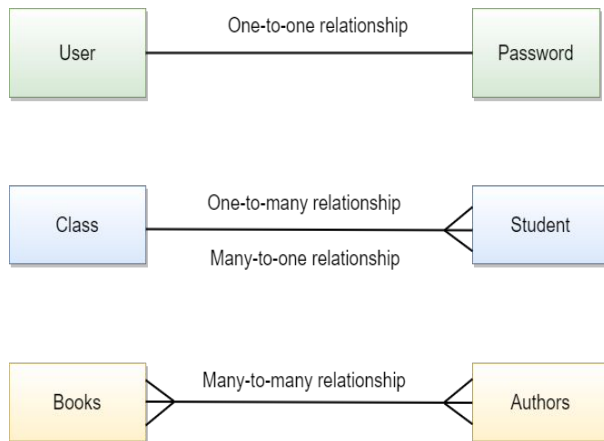 One-to-one relationship
User
Password
One-to-many relationship
Class
Student
Many-to-one relationship
Many-to-many relationship
Books
Authors